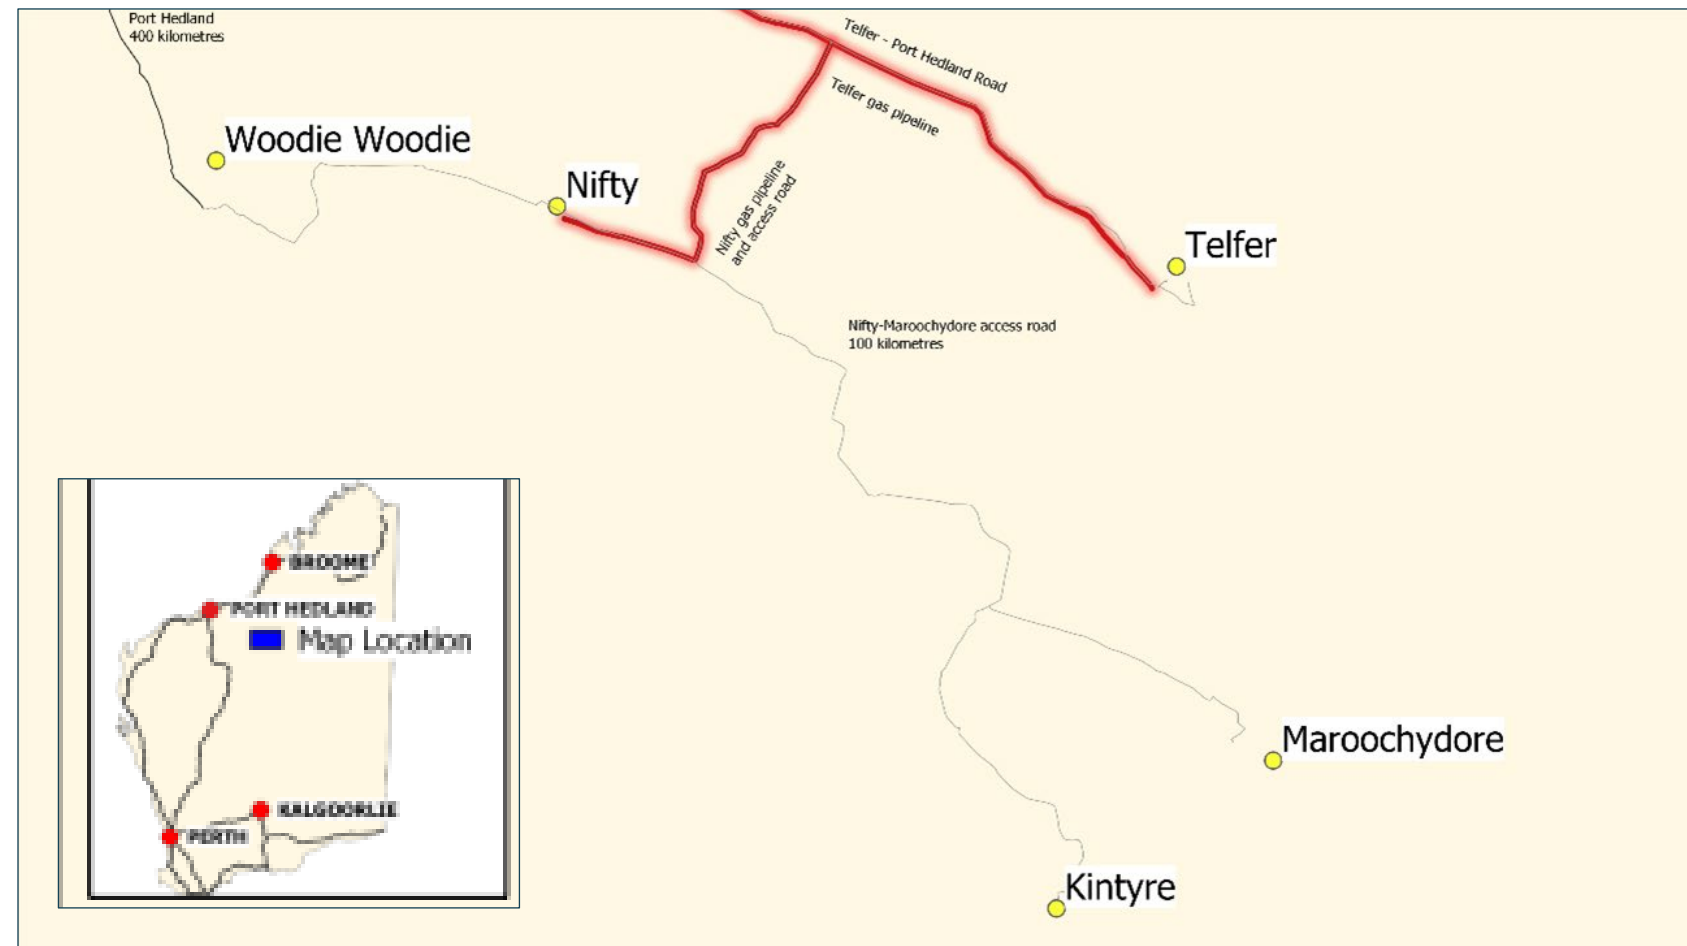 Port Hedland
400 kilometres
Telfer - Port Hedland Road
Telfer gas pipeline
Woodie Woodie
Nifty
Nifty gas pipeline
and access road
Telfer
Nifty-Maroochydore access road
100 kilometres
BROOME
PORT HEDLAND
Map Location
KALGOORLIE
PERTH
Maroochydore
Kintyre